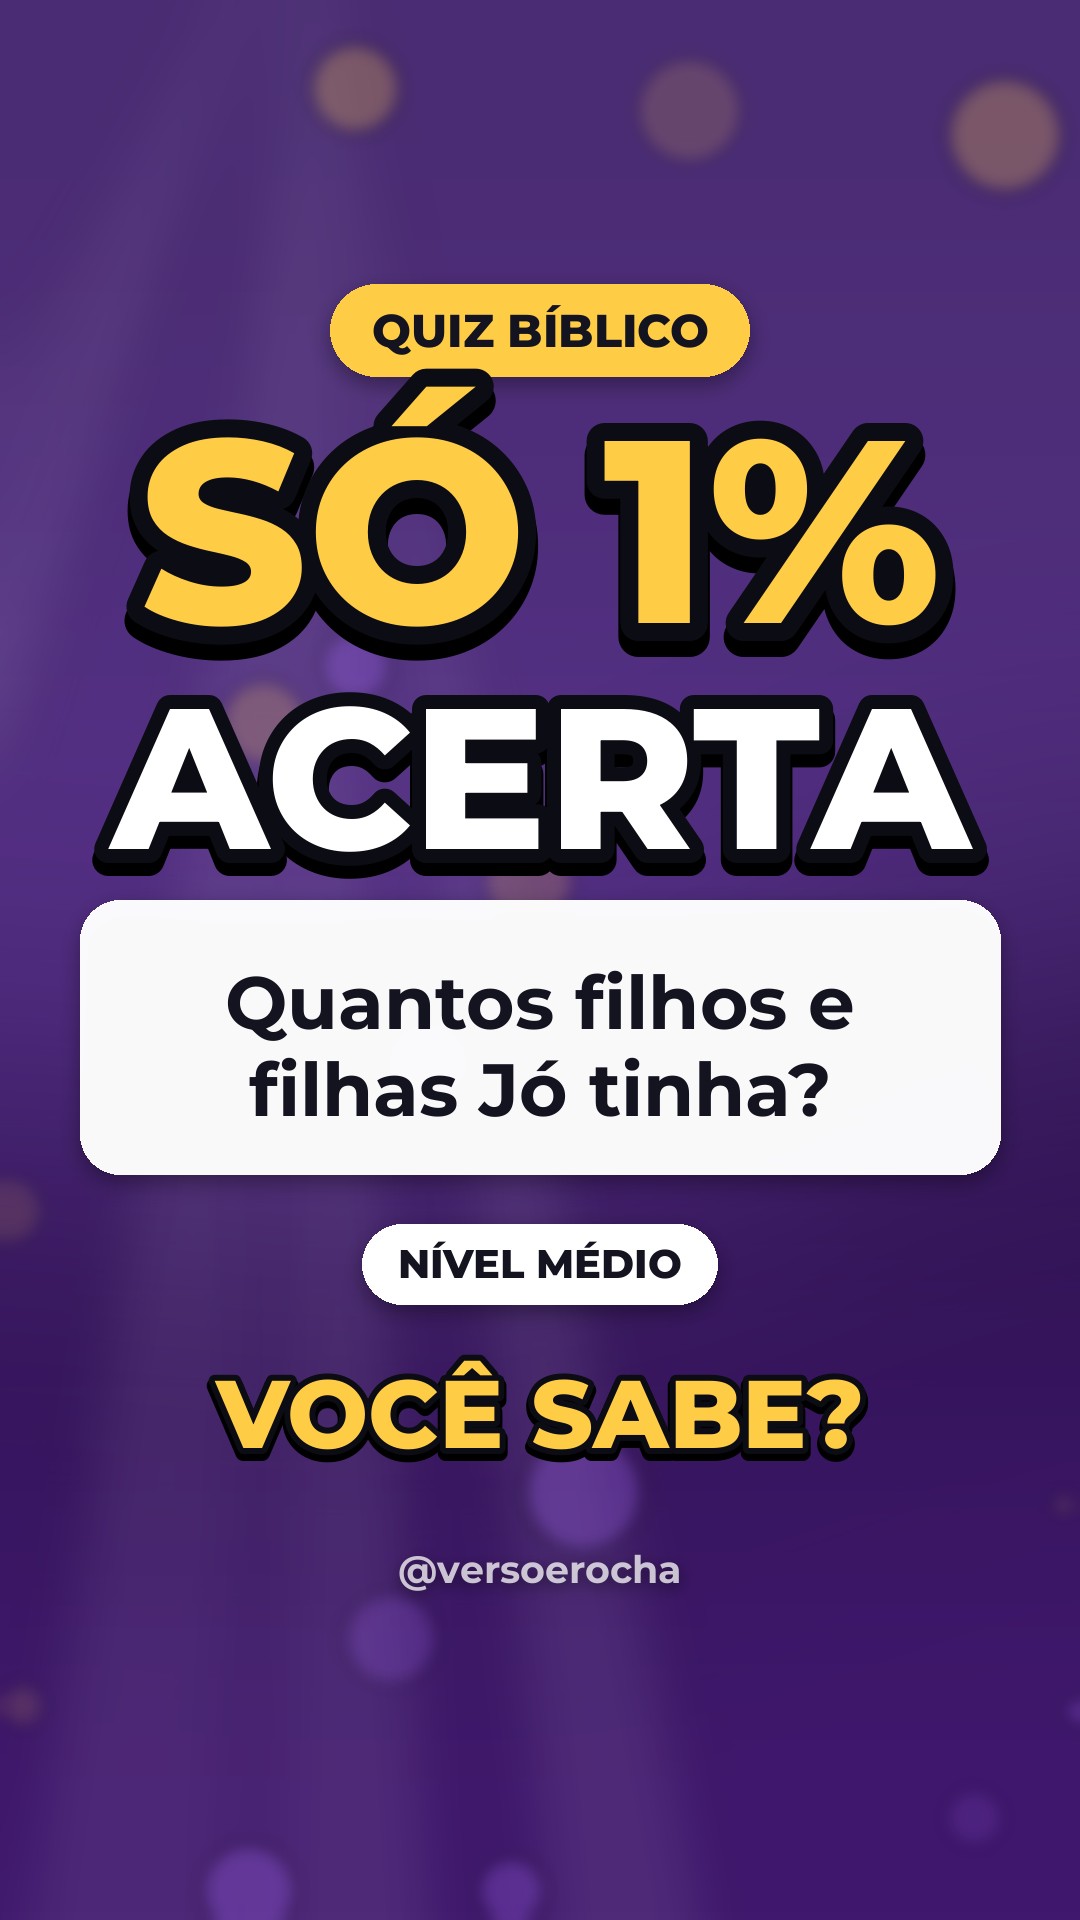 QUIZ BÍBLICO
SÓ 1%
ACERTA
Quantos filhos e
filhas Jó tinha?
NÍVEL MÉDIO
VOCÊ SABE?
@versoerocha